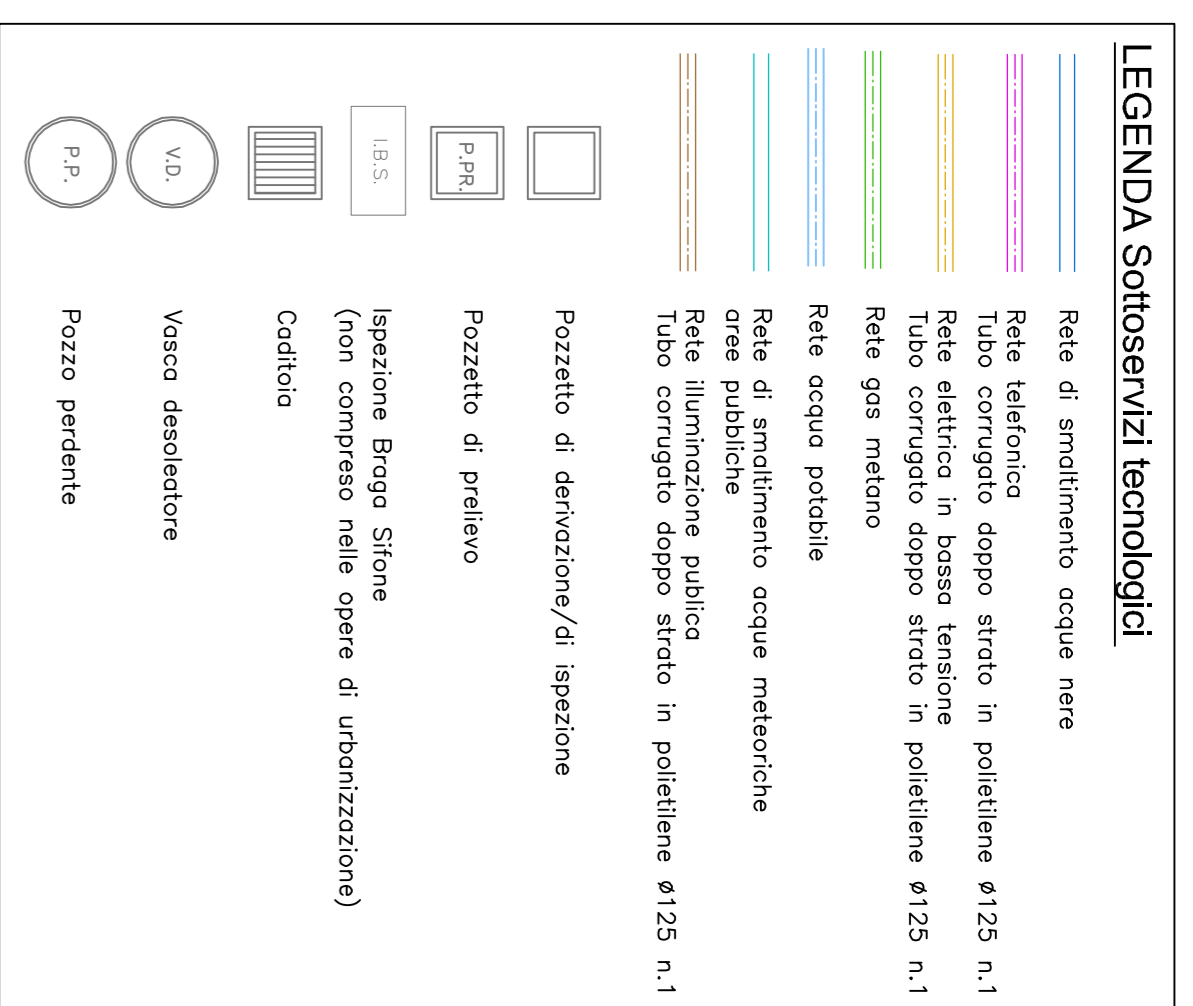 LEGENDA Sottoservizi tecnologici
Rete di smaltimento acque nere
Rete telefonica
Tubo corrugato doppo strato in polietilene Ø125 n.1
Rete elettrica in bassa tensione
Tubo corrugato doppo strato in polietilene Ø125 n.1
Rete gas metano
Rete acqua potabile
Rete di smaltimento acque meteoriche
aree pubbliche
Rete illuminazione publica
Tubo corrugato doppo strato in polietilene Ø125 n.1
Pozzetto di derivazione/di ispezione
P.PR.
Pozzetto di prelievo
I.B.S.
Ispezione Braga Sifone
(non compreso nelle opere di urbanizzazione)
Caditoia
V.D.
Vasca desoleatore
P.P.
Pozzo perdente